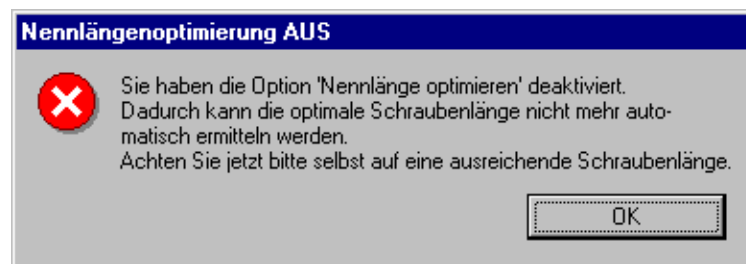 Nennlängenoptimierung AUS
Sie haben die Option 'Nennlänge optimieren' deaktiviert.
Dadurch kann die optimale Schraubenlänge nicht mehr auto-
matisch ermitteln werden.
Achten Sie jetzt bitte selbst auf eine ausreichende Schraubenlänge.
OK